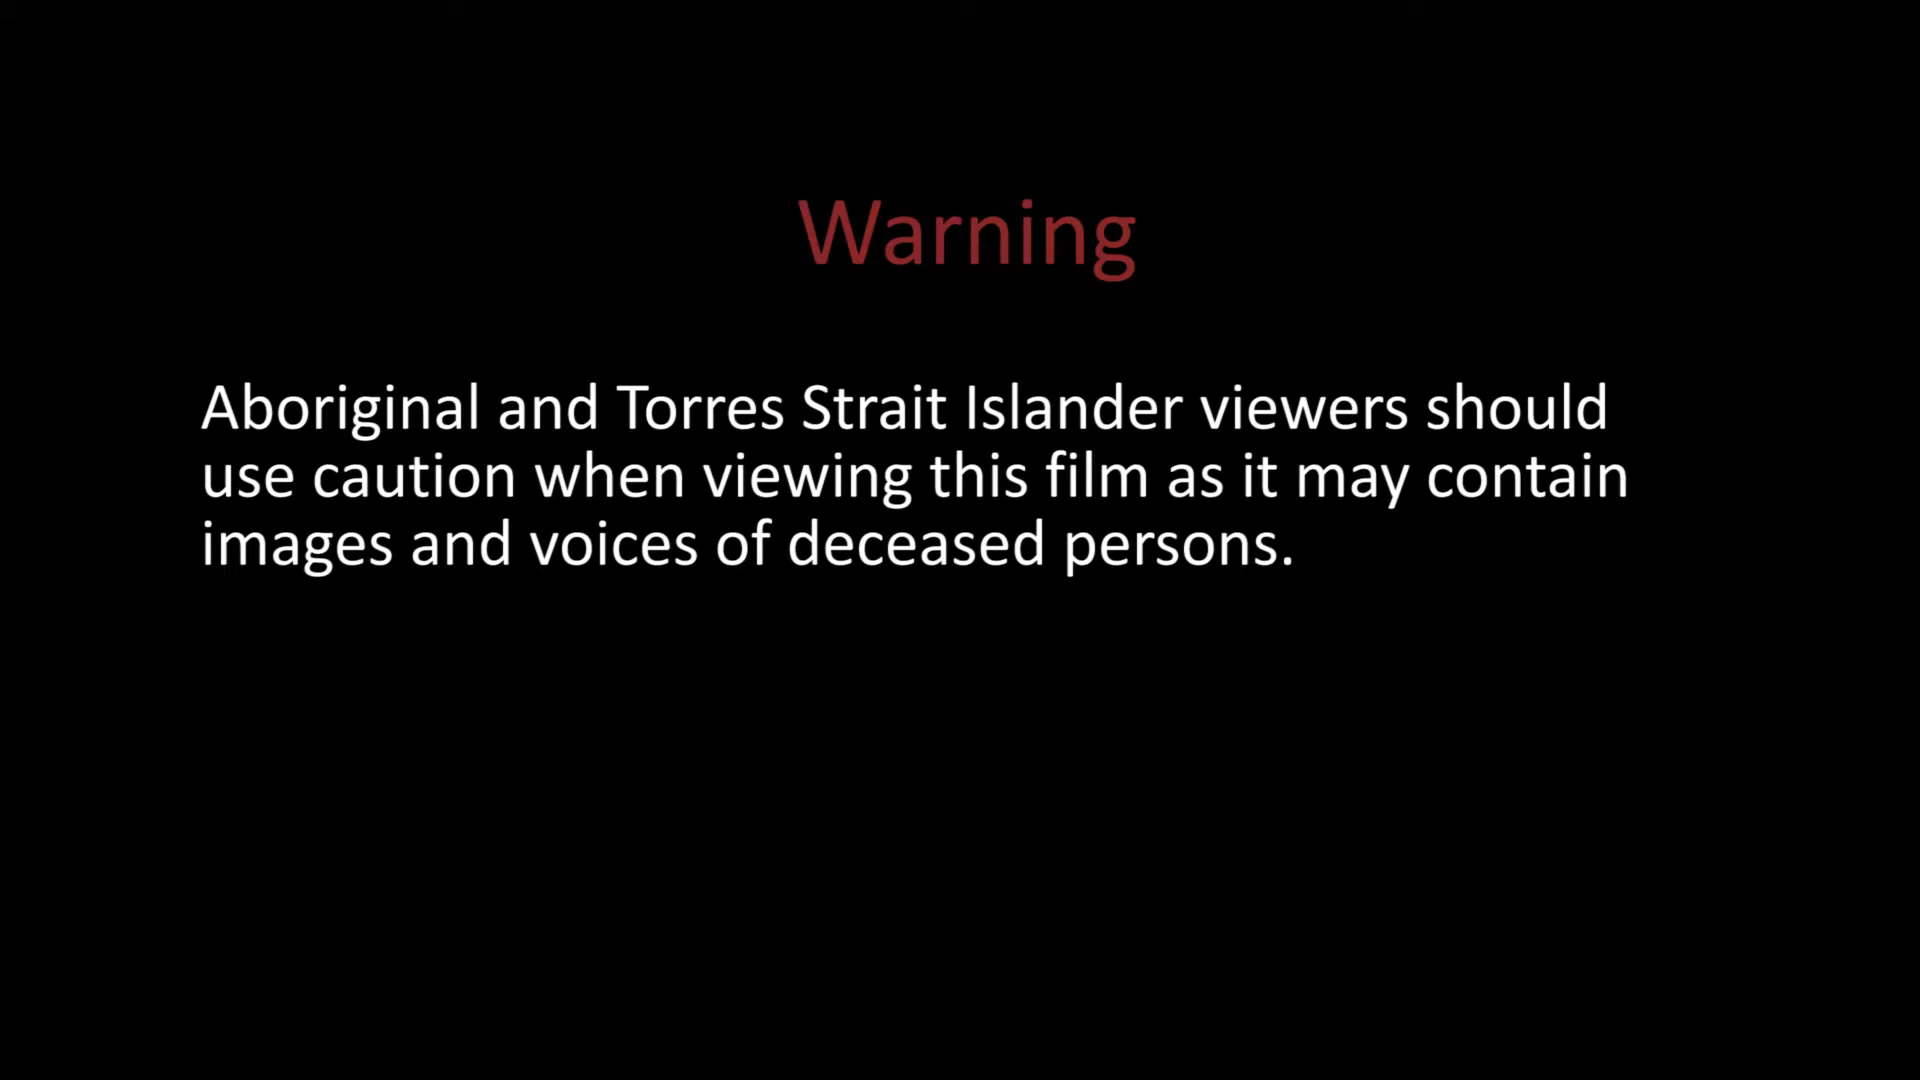 Warning
Aboriginal and Torres Strait Islander viewers should
use caution when viewing this film as it may contain
images and voices of deceased persons.